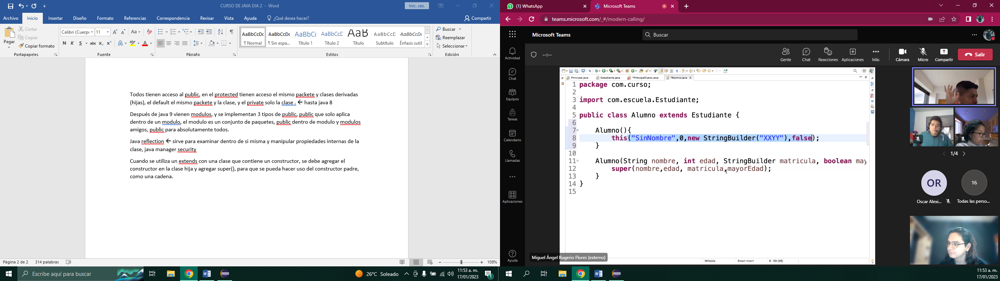 CURSO DE JAVA DIA 2 - Word
Inic. ses.
Archivo Inicio Insertar Diseño Formato Referencias Correspondencia Revisar Vista Ayuda ¿Qué desea hacer? Compartir
Pegar
Cortar
Copiar
Copiar formato
Portapapeles
Calibri (Cuerpo 11
N K S abc x₂ x²
Fuente
Párrafo
AaBbCcDc AaBbCcDc AaBbCc AaBbCcE AaB AaBbCcD AaBbCcDc
¶ Normal ¶ Sin espa... Título 1 Título 2 Título Subtítulo Énfasis sutil
Estilos
Buscar
Reemplazar
Seleccionar
Edición
Todos tienen acceso al public, en el protected tienen acceso el mismo packete y clases derivadas
(hijas), el default el mismo packete y la clase, y el private solo la clase . ← hasta java 8
Después de java 9 vienen modulos, y se implementan 3 tipos de public, public que solo aplica
dentro de un modulo, el modulo es un conjunto de paquetes, public dentro de modulo y modulos
amigos, public para absolutamente todos.
Java reflection ← sirve para examinar dentro de si misma y manipular propiedades internas de la
clase, java manager security
Cuando se utiliza un extends con una clase que contiene un constructor, se debe agregar el
constructor en la clase hija y agregar super(), para que se pueda hacer uso del constructor padre,
como una cadena.
Página 2 de 2 314 palabras
108%
Escribe aquí para buscar
26°C Soleado
11:53 a. m.
17/01/2023
1
(1) WhatsApp
Microsoft Teams
teams.microsoft.com/_#/modern-calling/
Microsoft Teams
Buscar
Actividad
Chat
Equipos
Tareas
Calendario
Llamadas
Aplicaciones
Ayuda
--:--
Gente Chat Reacciones Aplicaciones Más Cámara Micro Compartir Salir
Principal.java Estudiante.java *PrincipalCurso.java *Alumno.java
1 package com.curso;
2
3 import com.escuela.Estudiante;
4
5 public class Alumno extends Estudiante {
6
7 Alumno(){
8 this("SinNombre",0,new StringBuilder("XXYY"),false);
9 }
10
11 Alumno(String nombre, int edad, StringBuilder matricula, boolean may
12 super(nombre,edad, matricula,mayorEdad);
13 }
14 }
15
Writable Smart Insert 8 : 59 [46]
Miguel Ángel Rugerio Flores (externo)
1/4
OR
16
Oscar Alexi...
Todas las perso...
11:53 a. m.
17/01/2023